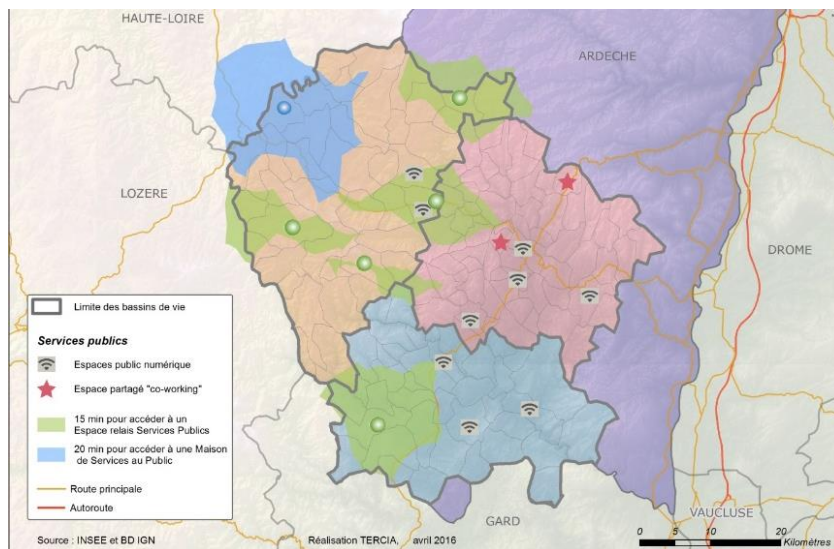 HAUTE-LOIRE
ARDECHE
LOZERE
DROME
Limite des bassins de vie
Services publics
Espaces public numérique
Espace partagé "co-working"
15 min pour accéder à un
Espace relais Services Publics
20 min pour accéder à une Maison
de Services au Public
Route principale
Autoroute
GARD
VAUCLUSE
Source : INSEE et BD IGN
Réalisation TERCIA, avril 2016
0 5 10 20
Kilomètres